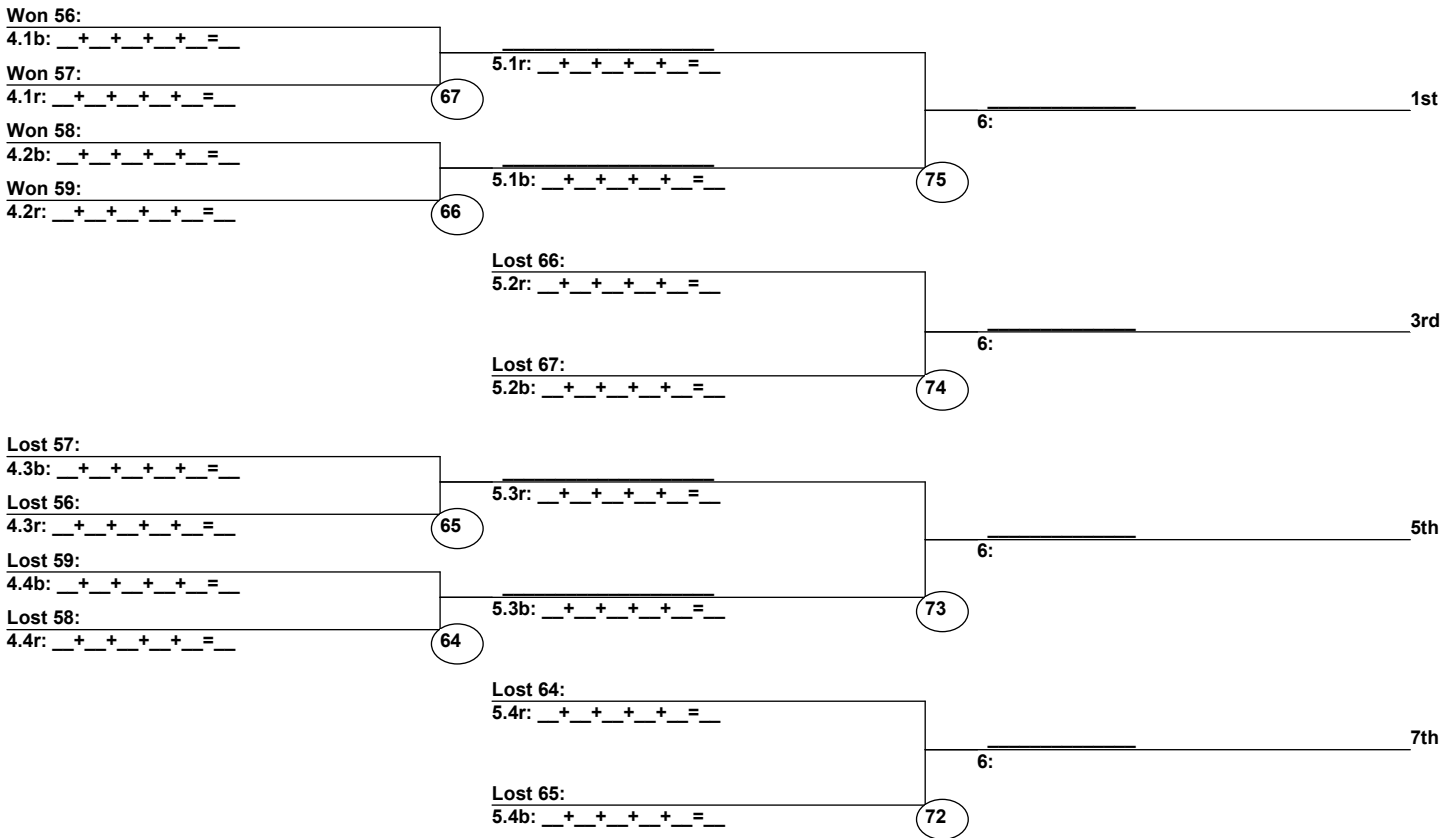 Won 56:
4.1b: __+__+__+__+__=__
Won 57:
4.1r: __+__+__+__+__=__
67
Won 58:
4.2b: __+__+__+__+__=__
Won 59:
4.2r: __+__+__+__+__=__
66
____________________
5.1r: __+__+__+__+__=__
____________________
5.1b: __+__+__+__+__=__
75
______________
6:
1st
Lost 66:
5.2r: __+__+__+__+__=__
Lost 67:
5.2b: __+__+__+__+__=__
74
______________
6:
3rd
Lost 57:
4.3b: __+__+__+__+__=__
Lost 56:
4.3r: __+__+__+__+__=__
65
Lost 59:
4.4b: __+__+__+__+__=__
Lost 58:
4.4r: __+__+__+__+__=__
64
____________________
5.3r: __+__+__+__+__=__
____________________
5.3b: __+__+__+__+__=__
73
______________
6:
5th
Lost 64:
5.4r: __+__+__+__+__=__
Lost 65:
5.4b: __+__+__+__+__=__
72
______________
6:
7th